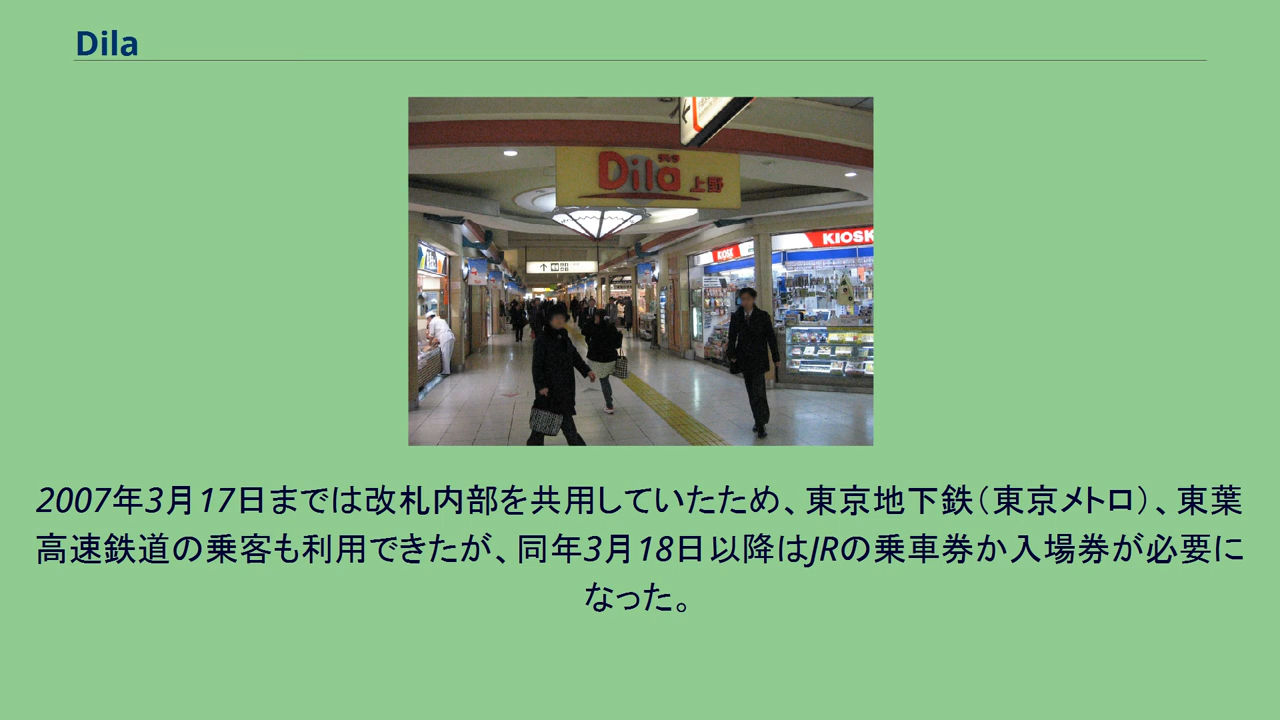 Dila
ディラ
Dila 上野
KIOSK
KIOSK
2007年3月17日までは改札内部を共用していたため、東京地下鉄（東京メトロ）、東葉
高速鉄道の乗客も利用できたが、同年3月18日以降はJRの乗車券か入場券が必要に
なった。